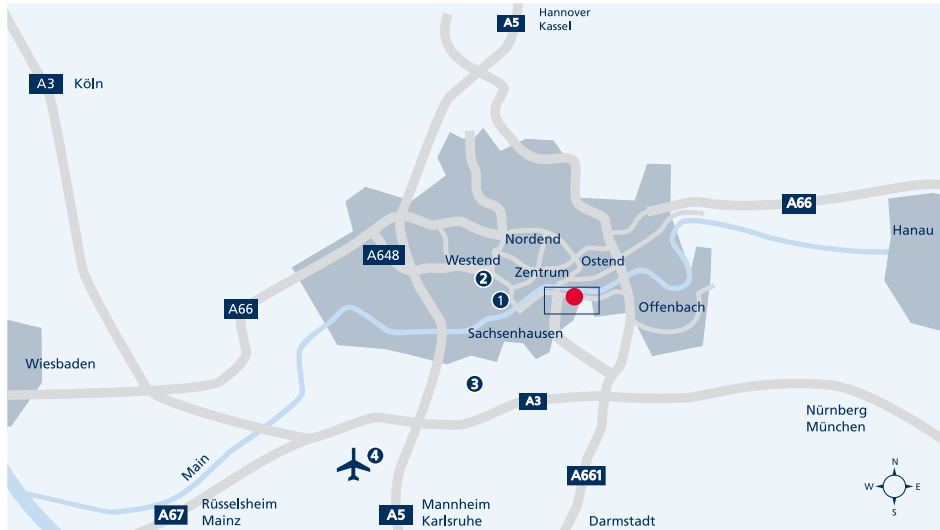 Hannover
A5
Kassel
A3
Köln
A66
Hanau
Nordend
A648
Westend
Ostend
Zentrum
2
1
A66
Offenbach
Sachsenhausen
Wiesbaden
3
A3
Nürnberg
München
4
Main
N
A661
W
E
S
Rüsselsheim
A67
Mainz
A5
Mannheim
Karlsruhe
Darmstadt